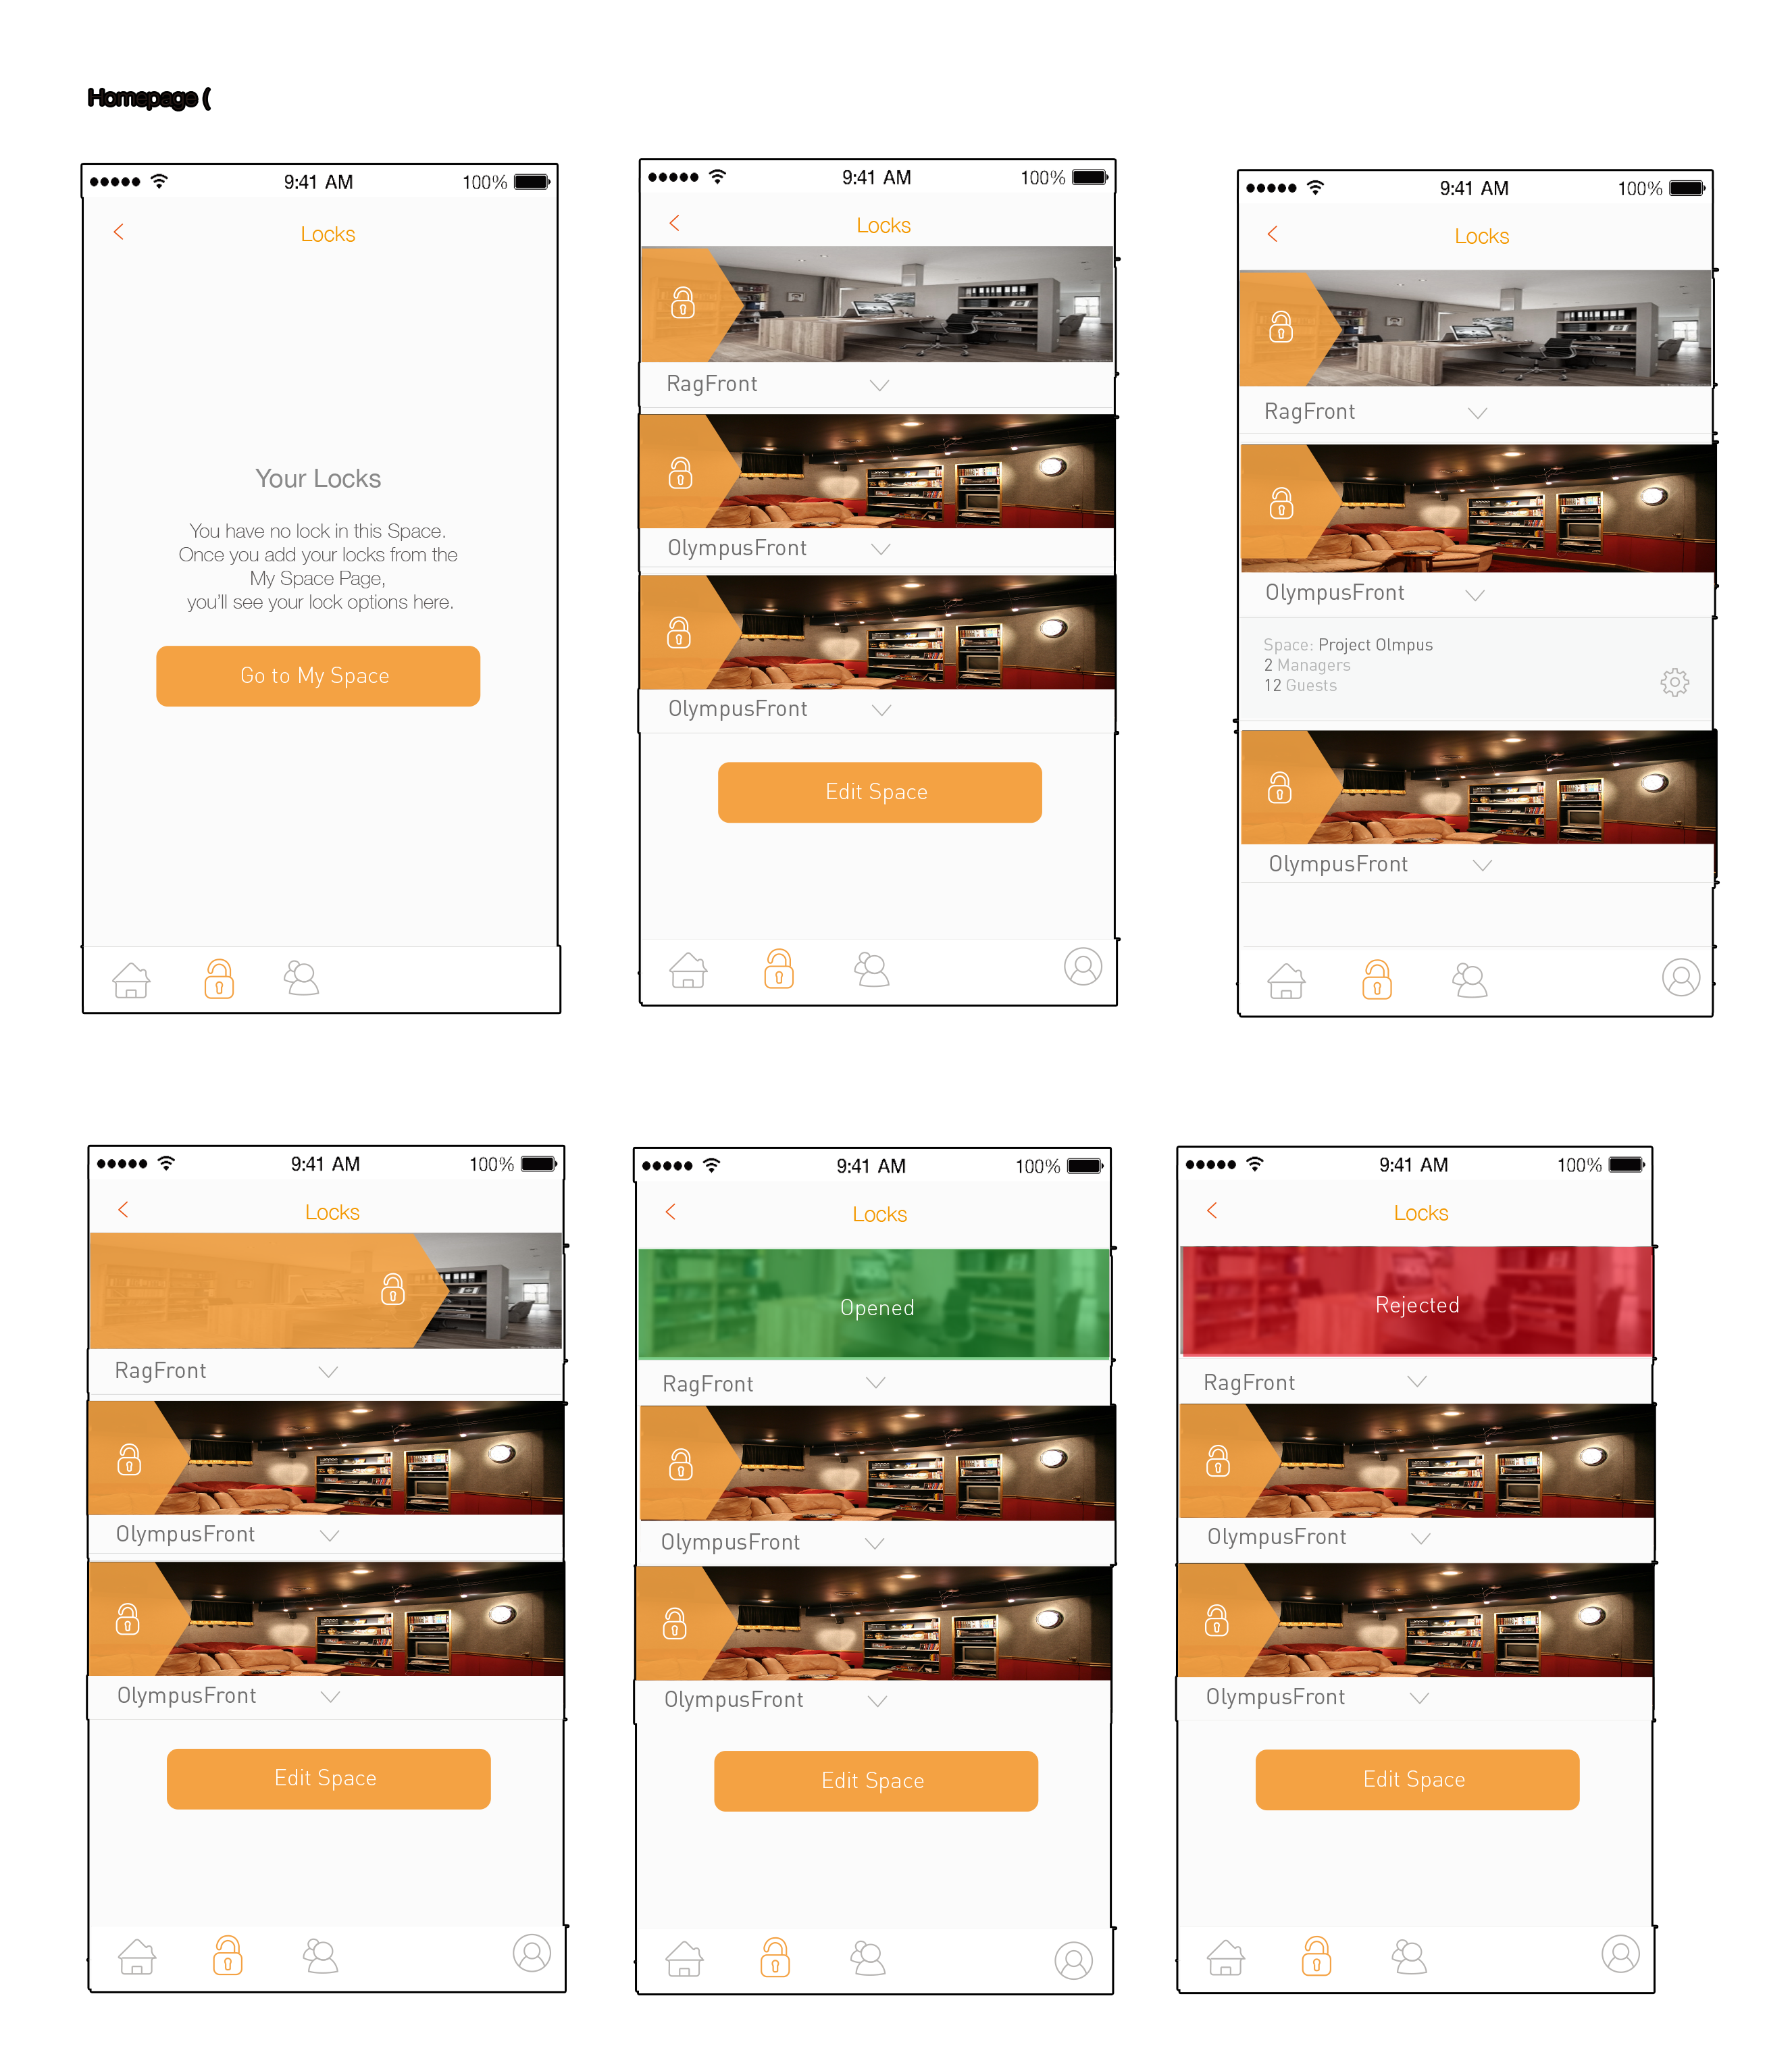 Homepage (
9:41 AM 100%
Locks
Your Locks
You have no lock in this Space.
Once you add your locks from the
My Space Page,
you'll see your lock options here.
Go to My Space
9:41 AM 100%
Locks
RagFront
OlympusFront
OlympusFront
Edit Space
9:41 AM 100%
Locks
RagFront
OlympusFront
Space: Project Olmpus
2 Managers
12 Guests
OlympusFront
9:41 AM 100%
Locks
RagFront
OlympusFront
OlympusFront
Edit Space
9:41 AM 100%
Locks
Opened
RagFront
OlympusFront
OlympusFront
Edit Space
9:41 AM 100%
Locks
Rejected
RagFront
OlympusFront
OlympusFront
Edit Space